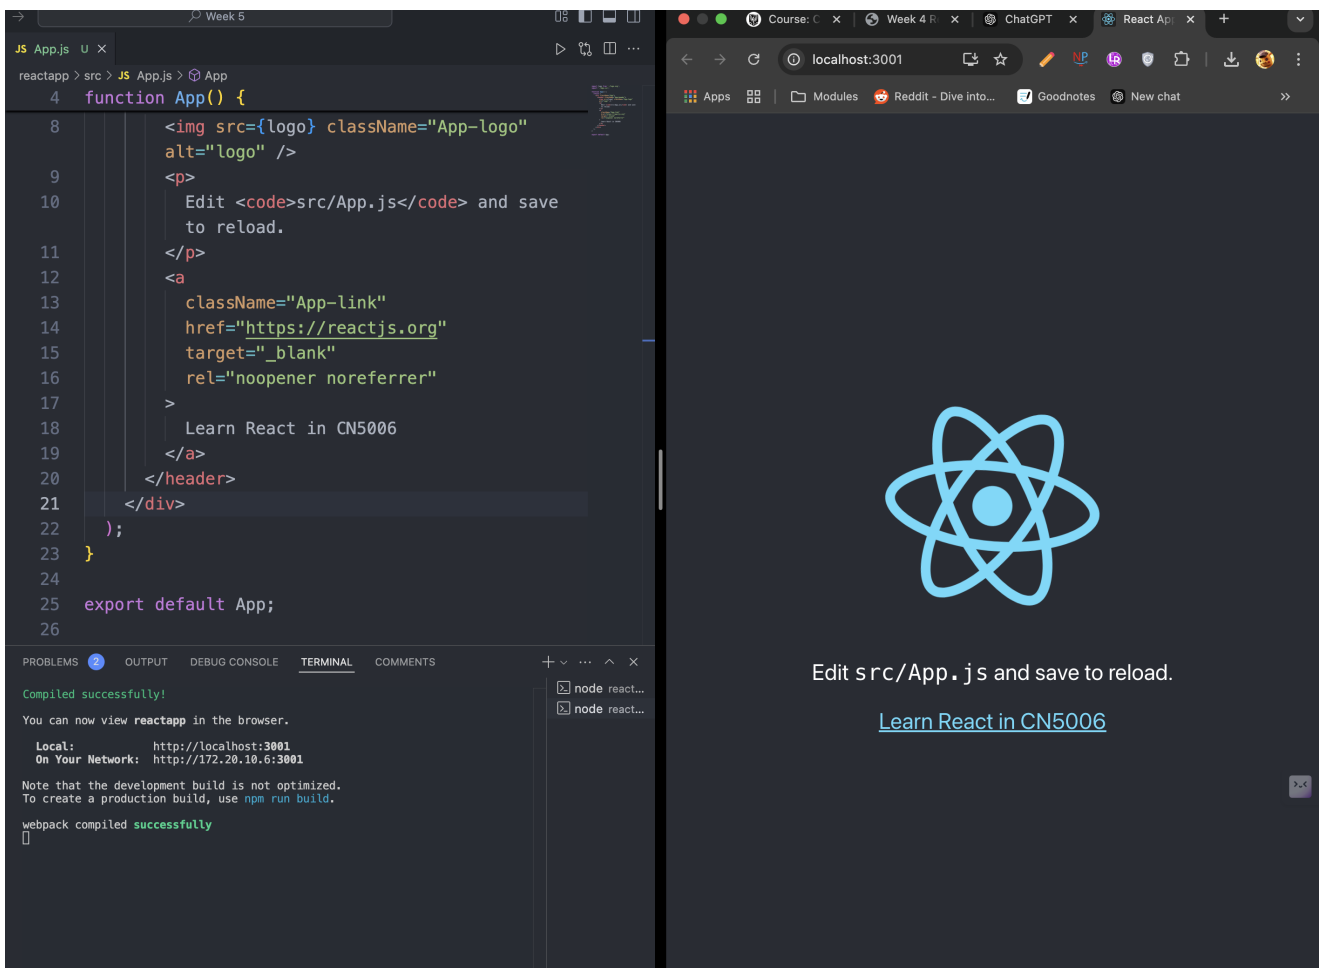 Week 5
JS App.js U
reactapp > src > JS App.js > App
4 function App() {
8 <img src={logo} className="App-logo"
alt="logo" />
9 <p>
10 Edit <code>src/App.js</code> and save
to reload.
11 </p>
12 <a
13 className="App-link"
14 href="https://reactjs.org"
15 target="_blank"
16 rel="noopener noreferrer"
17 >
18 Learn React in CN5006
19 </a>
20 </header>
21 </div>
22 );
23 }
24
25 export default App;
26
PROBLEMS 2 OUTPUT DEBUG CONSOLE TERMINAL COMMENTS
Compiled successfully!
You can now view reactapp in the browser.
Local: http://localhost:3001
On Your Network: http://172.20.10.6:3001
Note that the development build is not optimized.
To create a production build, use npm run build.
webpack compiled successfully
node react...
node react...
Course: C
Week 4 R
ChatGPT
React Ap
localhost:3001
NP
LR
Apps
Modules
Reddit - Dive into...
Goodnotes
New chat
Edit src/App.js and save to reload.
Learn React in CN5006